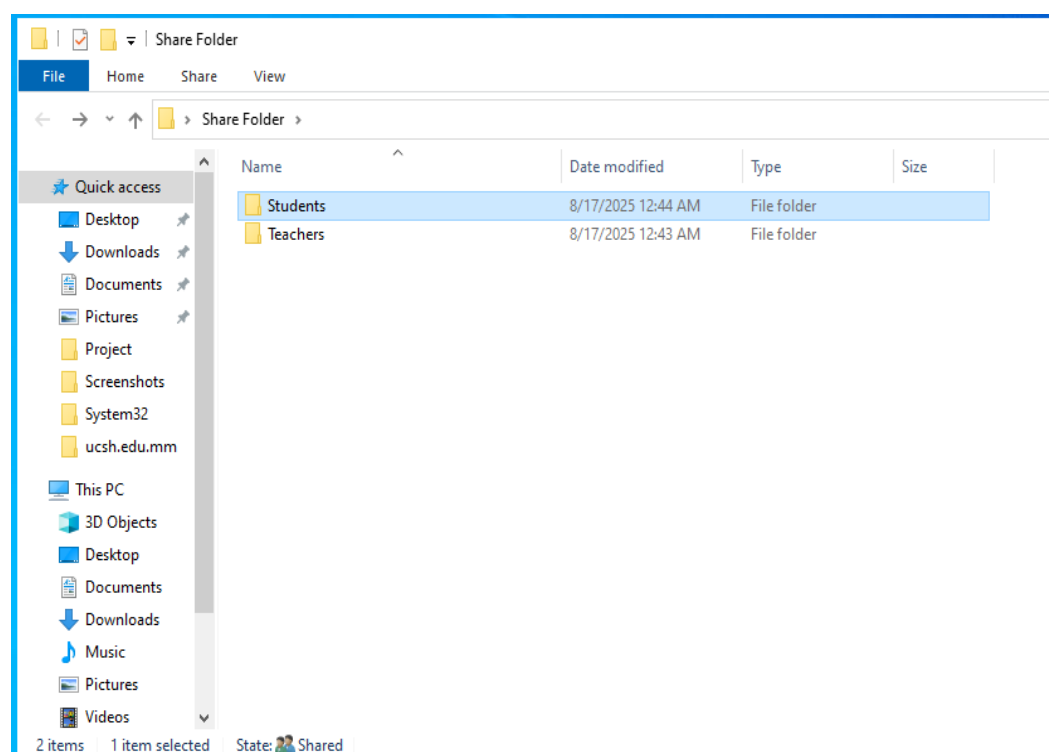 Share Folder
File Home Share View
Share Folder
Name Date modified Type Size
Quick access
Desktop
Downloads
Documents
Pictures
Project
Screenshots
System32
ucsh.edu.mm
This PC
3D Objects
Desktop
Documents
Downloads
Music
Pictures
Videos
Students 8/17/2025 12:44 AM File folder
Teachers 8/17/2025 12:43 AM File folder
2 items 1 item selected State: Shared